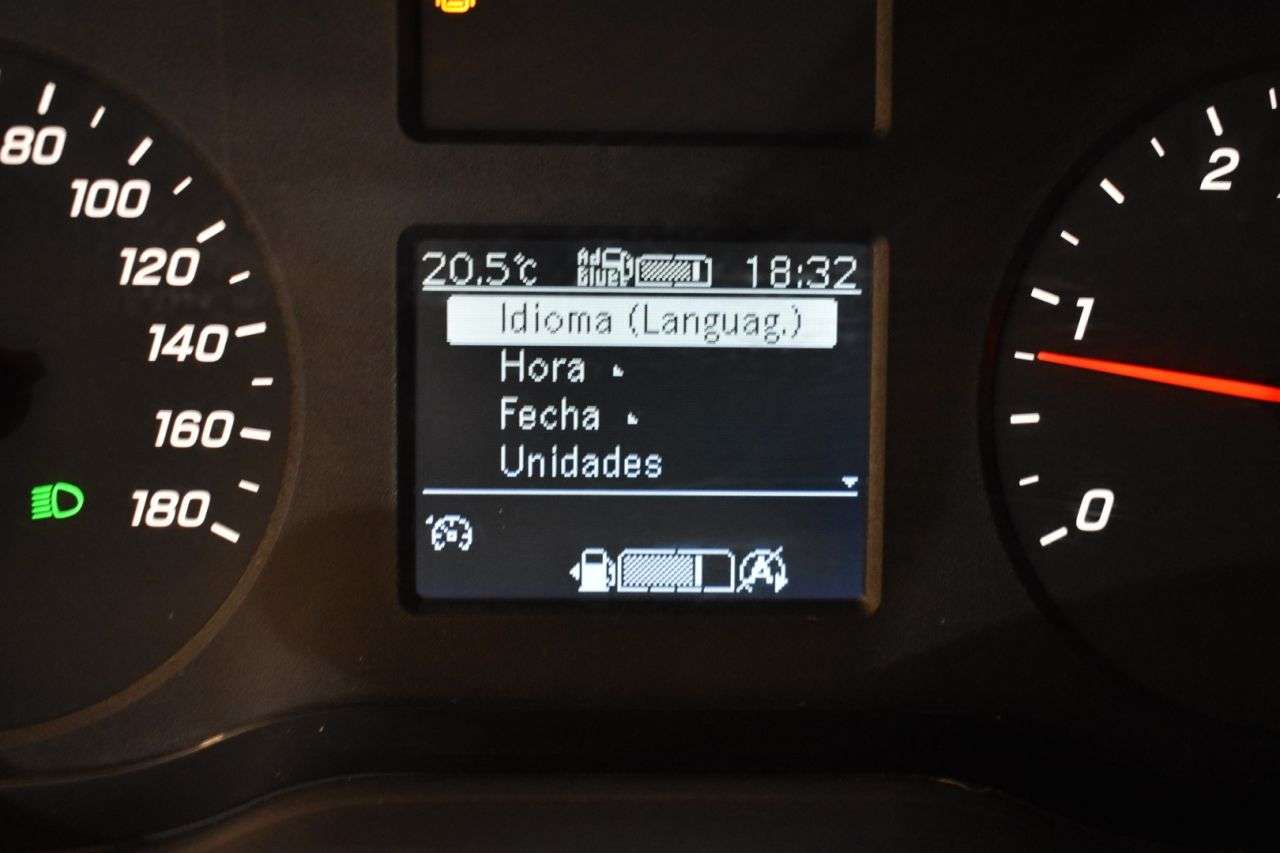 80
100
120
140
160
180
20.5°C AdBlue 18:32
Idioma (Languag.)
Hora
Fecha
Unidades
A
2
1
0